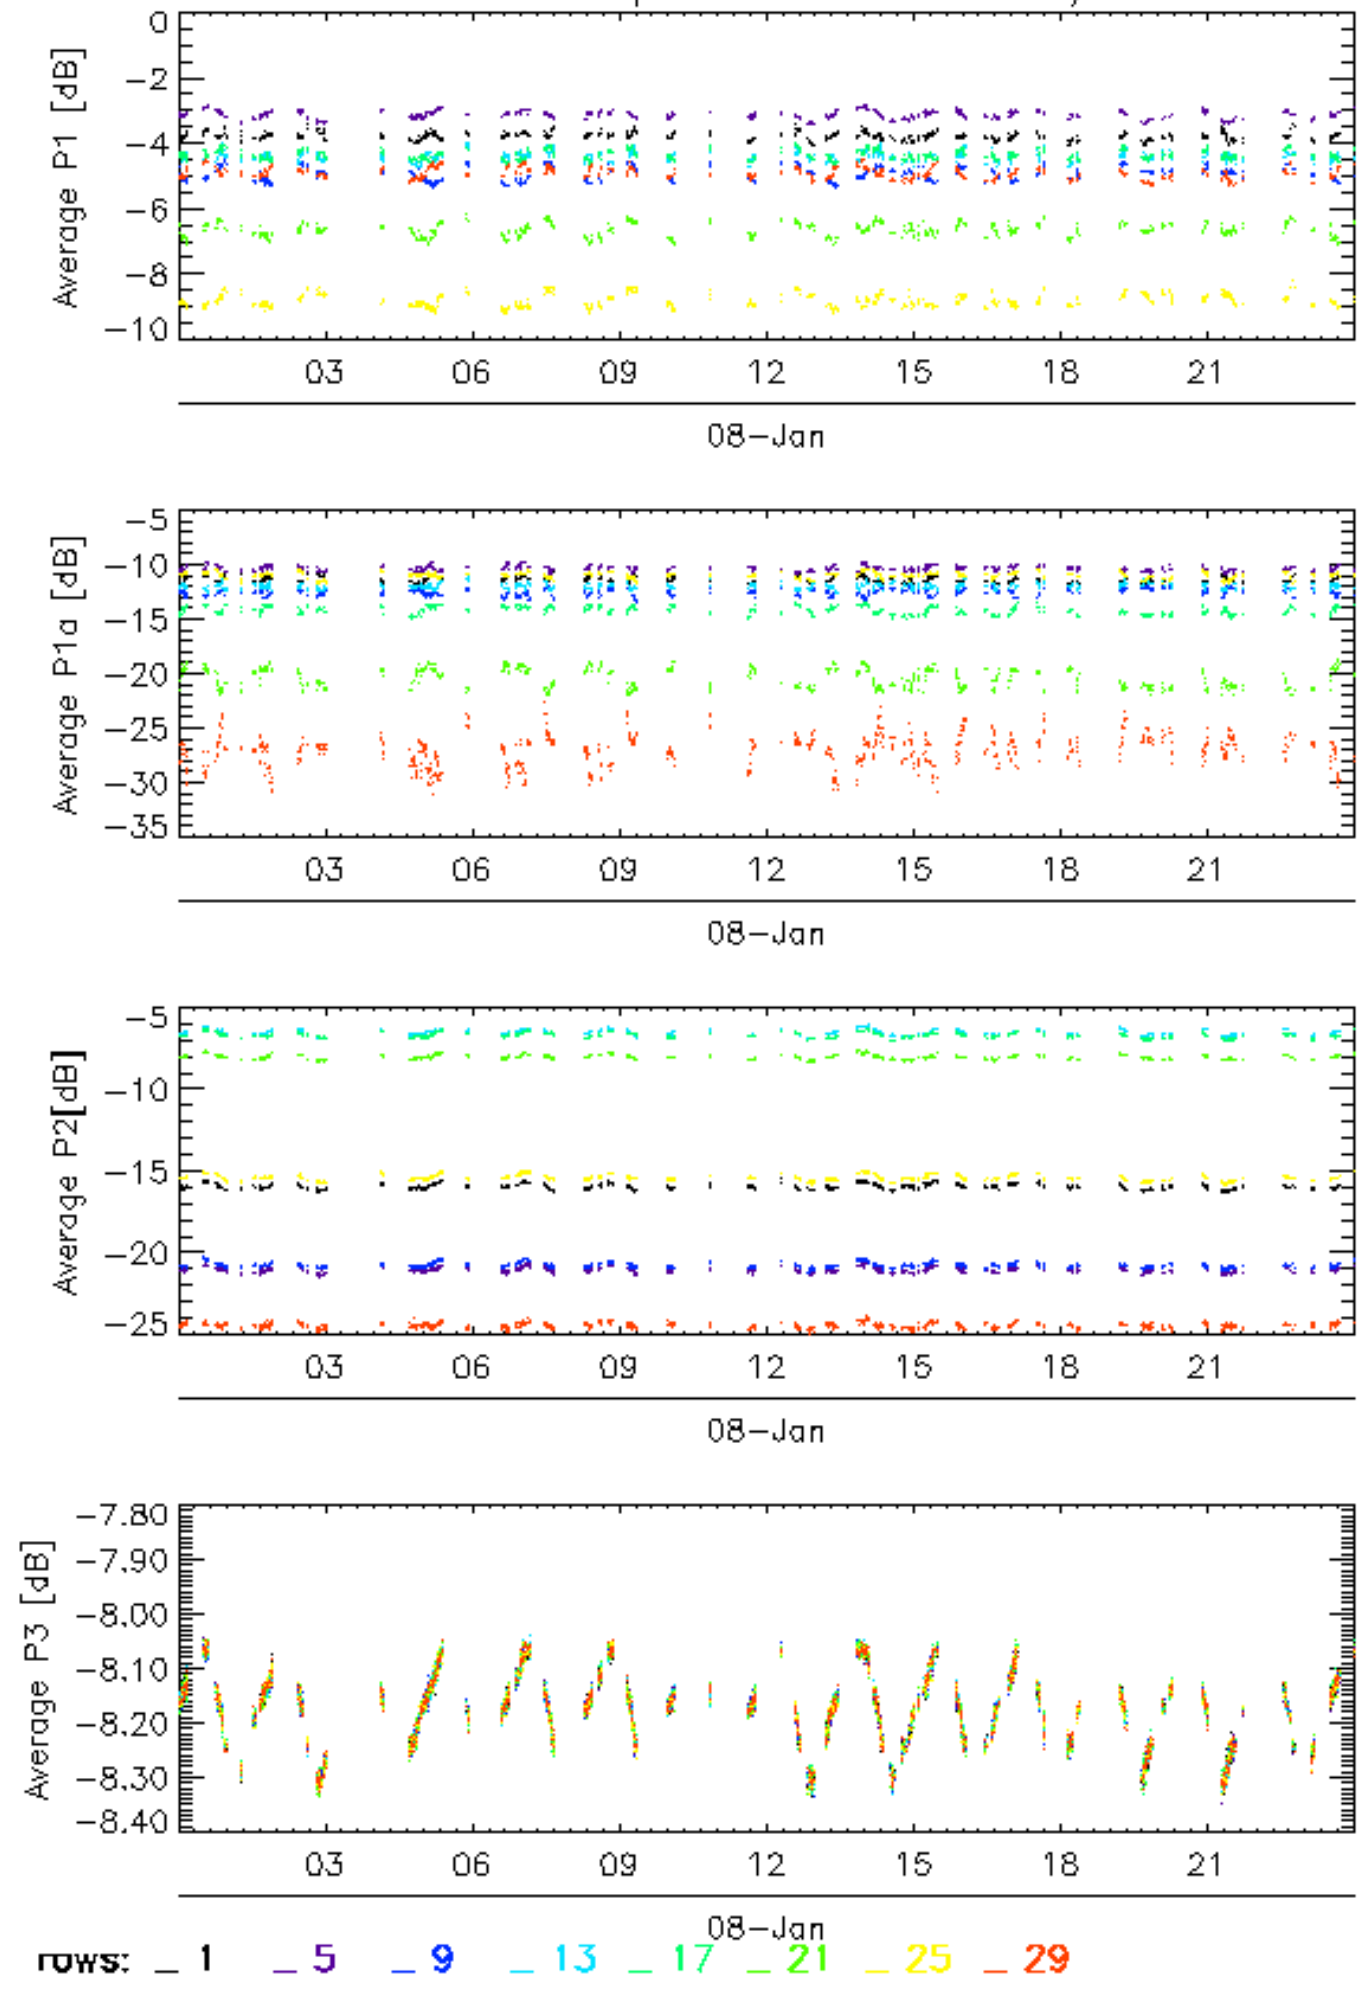 0
Average P1 [dB]
−2
−4
−6
−8
−10
03 06 09 12 15 18 21
08−Jan
−5
Average P1a [dB]
−10
−15
−20
−25
−30
−35
03 06 09 12 15 18 21
08−Jan
−5
Average P2[dB]
−10
−15
−20
−25
03 06 09 12 15 18 21
08−Jan
−7.80
Average P3 [dB]
−7.90
−8.00
−8.10
−8.20
−8.30
−8.40
03 06 09 12 15 18 21
08−Jan
rows: _ 1 _ 5 _ 9 _ 13 _ 17 _ 21 _ 25 _ 29